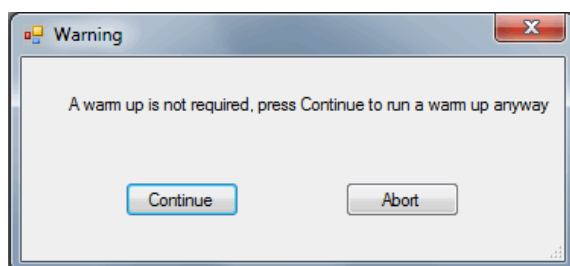 Warning
A warm up is not required, press Continue to run a warm up anyway
Continue
Abort